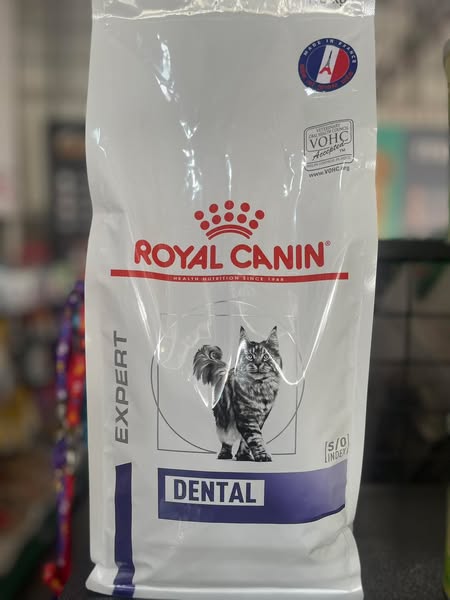 MADE IN FRANCE
VETERINARY
ORAL HEALTH COUNCIL
VOHC
Accepted™
www.VOHC.org
ROYAL CANIN®
HEALTH NUTRITION SINCE 1968
EXPERT
S/O
INDEX
DENTAL